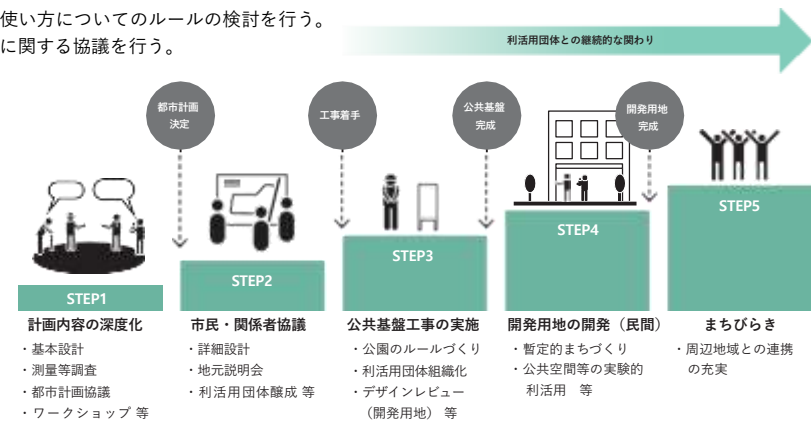 使い方についてのルールの検討を行う。
に関する協議を行う。
利活用団体との継続的な関わり
都市計画
決定
工事着手
公共基盤
完成
開発用地
完成
STEP1
計画内容の深度化
・基本設計
・測量等調査
・都市計画協議
・ワークショップ 等
STEP2
市民・関係者協議
・詳細設計
・地元説明会
・利活用団体醸成 等
STEP3
公共基盤工事の実施
・公園のルールづくり
・利活用団体組織化
・デザインレビュー
（開発用地） 等
STEP4
開発用地の開発（民間）
・暫定的まちづくり
・公共空間等の実験的
利活用 等
STEP5
まちびらき
・周辺地域との連携
の充実